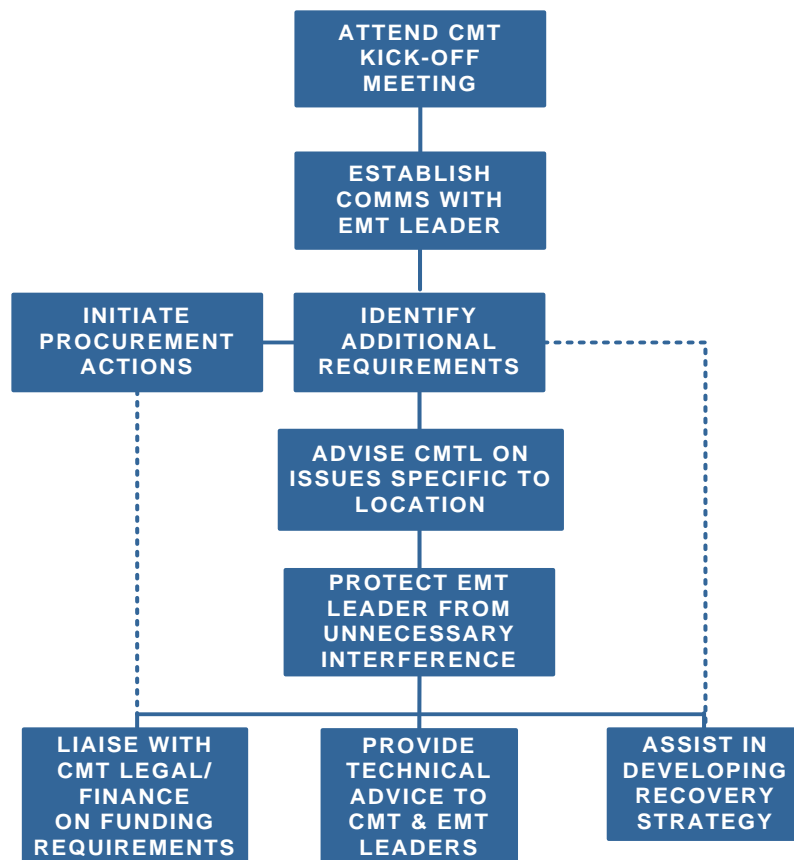 ATTEND CMT
KICK-OFF
MEETING
ESTABLISH
COMMS WITH
EMT LEADER
INITIATE
PROCUREMENT
ACTIONS
IDENTIFY
ADDITIONAL
REQUIREMENTS
ADVISE CMTL ON
ISSUES SPECIFIC TO
LOCATION
PROTECT EMT
LEADER FROM
UNNECESSARY
INTERFERENCE
LIAISE WITH
CMT LEGAL/
FINANCE
ON FUNDING
REQUIREMENTS
PROVIDE
TECHNICAL
ADVICE TO
CMT & EMT
LEADERS
ASSIST IN
DEVELOPING
RECOVERY
STRATEGY